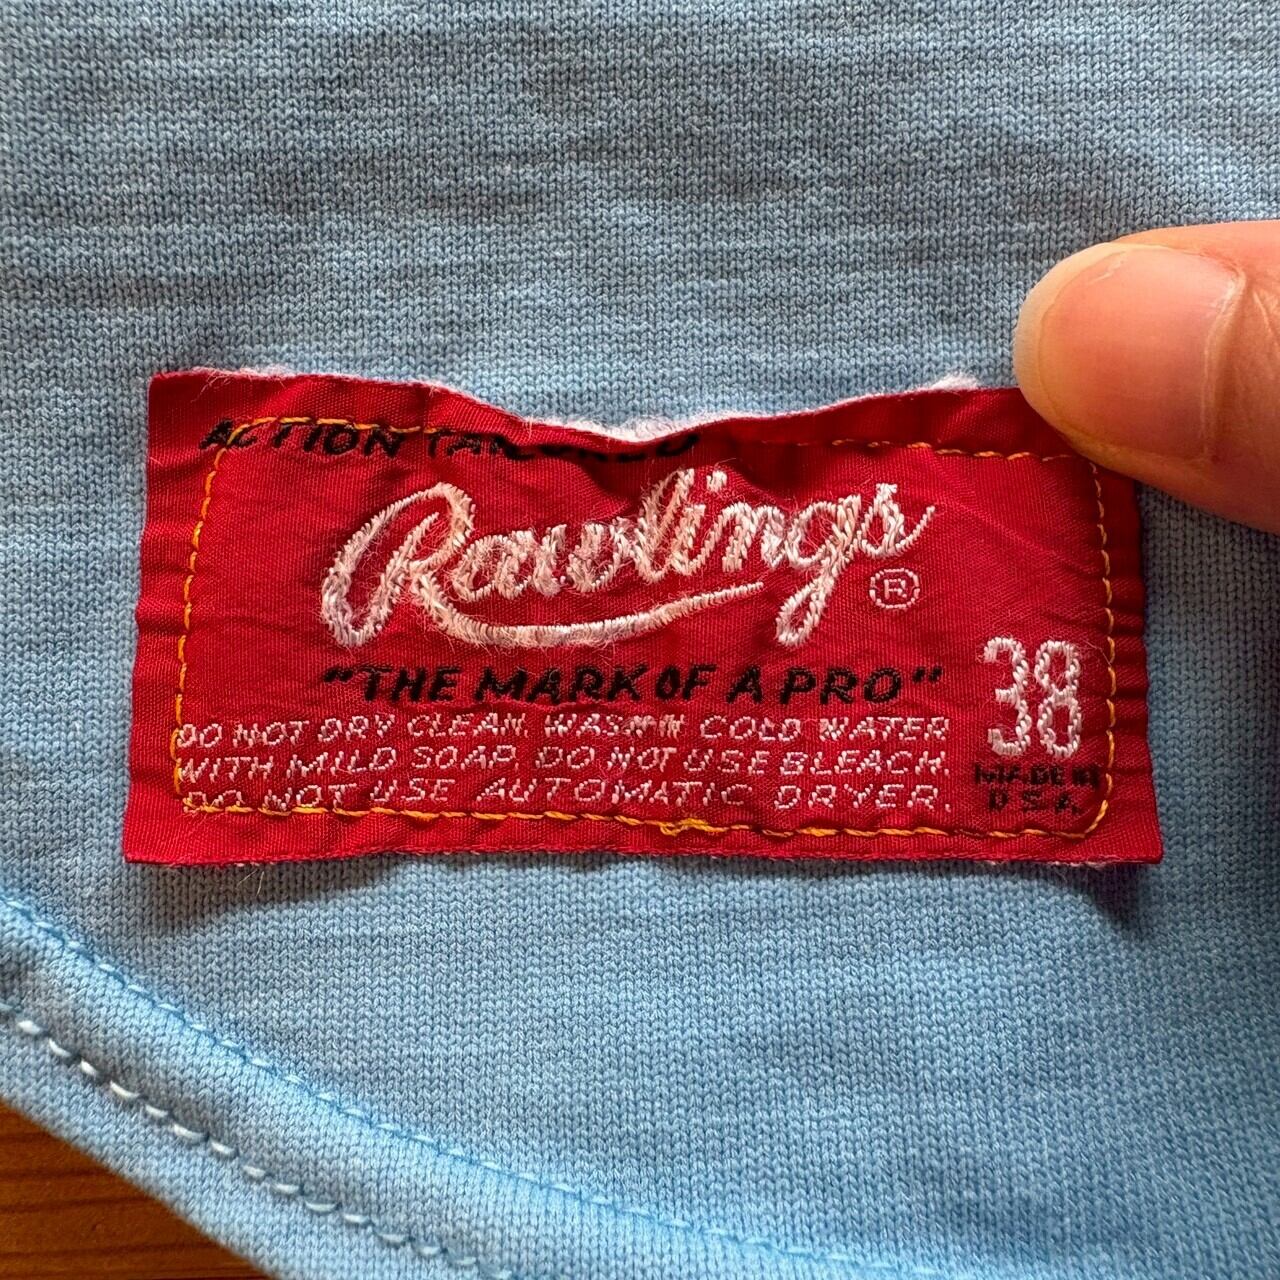 ACTION TAILORED
Rawlings ®
"THE MARK OF A PRO"
38
DO NOT DRY CLEAN. WASH IN COLD WATER
WITH MILD SOAP. DO NOT USE BLEACH.
DO NOT USE AUTOMATIC DRYER.
MADE IN
U.S.A.